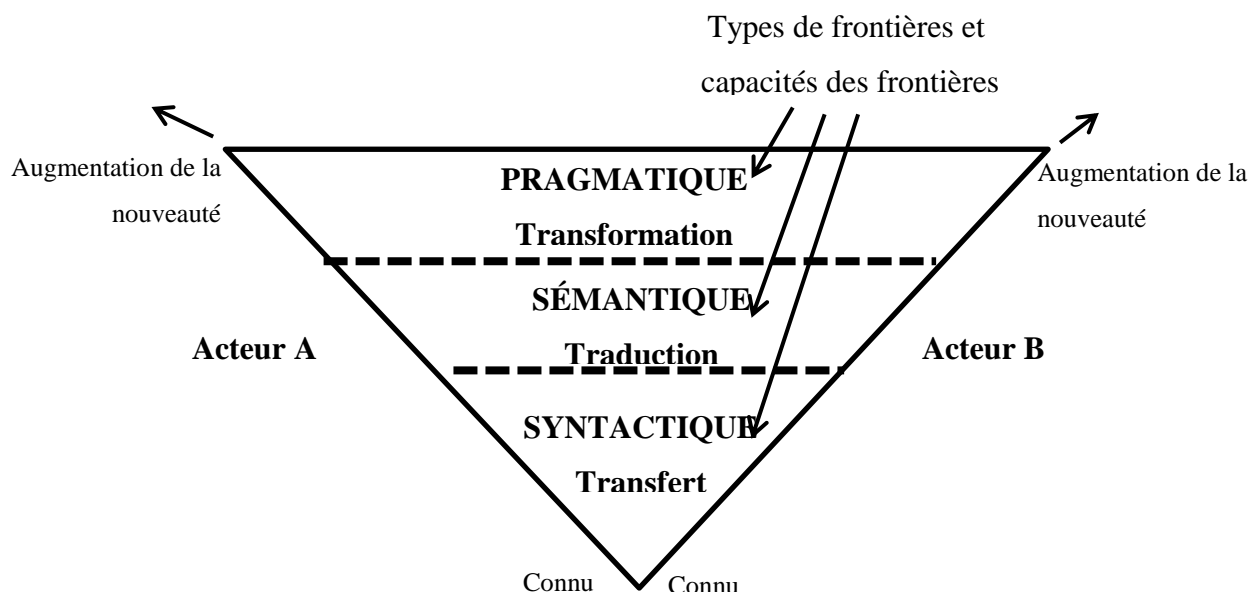 Types de frontières et
capacités des frontières
Augmentation de la
nouveauté
Augmentation de la
nouveauté
PRAGMATIQUE
Transformation
SÉMANTIQUE
Traduction
Acteur A
Acteur B
SYNTACTIQUE
Transfert
Connu
Connu